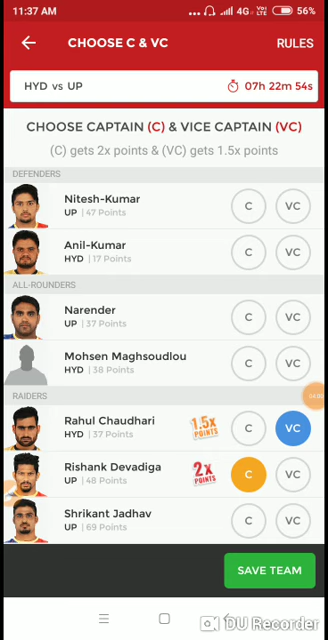 11:37 AM ... 4G VoLTE 56%
CHOOSE C & VC RULES
HYD vs UP 07h 22m 54s
CHOOSE CAPTAIN (C) & VICE CAPTAIN (VC)
(C) gets 2x points & (VC) gets 1.5x points
DEFENDERS
Nitesh-Kumar
UP | 47 Points
C VC
Anil-Kumar
HYD | 17 Points
C VC
ALL-ROUNDERS
Narender
UP | 37 Points
C VC
Mohsen Maghsoudlou
HYD | 38 Points
C VC
RAIDERS
Rahul Chaudhari
HYD | 37 Points
1.5x
POINTS
C VC
Rishank Devadiga
UP | 48 Points
2x
POINTS
C VC
Shrikant Jadhav
UP | 69 Points
C VC
SAVE TEAM
DU Recorder